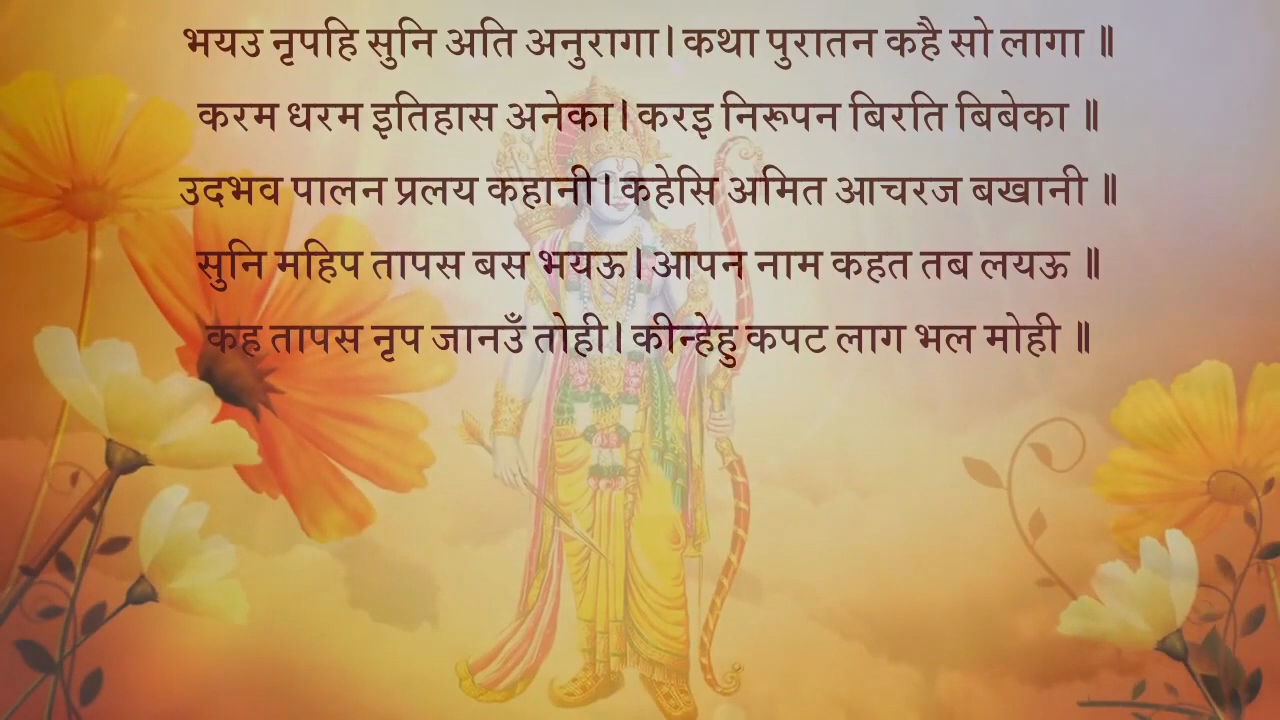 भयउ नृपहि सुनि अति अनुरागा। कथा पुरातन कहै सो लागा ॥
करम धरम इतिहास अनेका। करइ निरूपन बिरति बिबेका ॥
उदभव पालन प्रलय कहानी। कहेसि अमित आचरज बखानी ॥
सुनि महिप तापस बस भयऊ। आपन नाम कहत तब लयऊ ॥
कह तापस नृप जानउँ तोही। कीन्हेहु कपट लाग भल मोही ॥